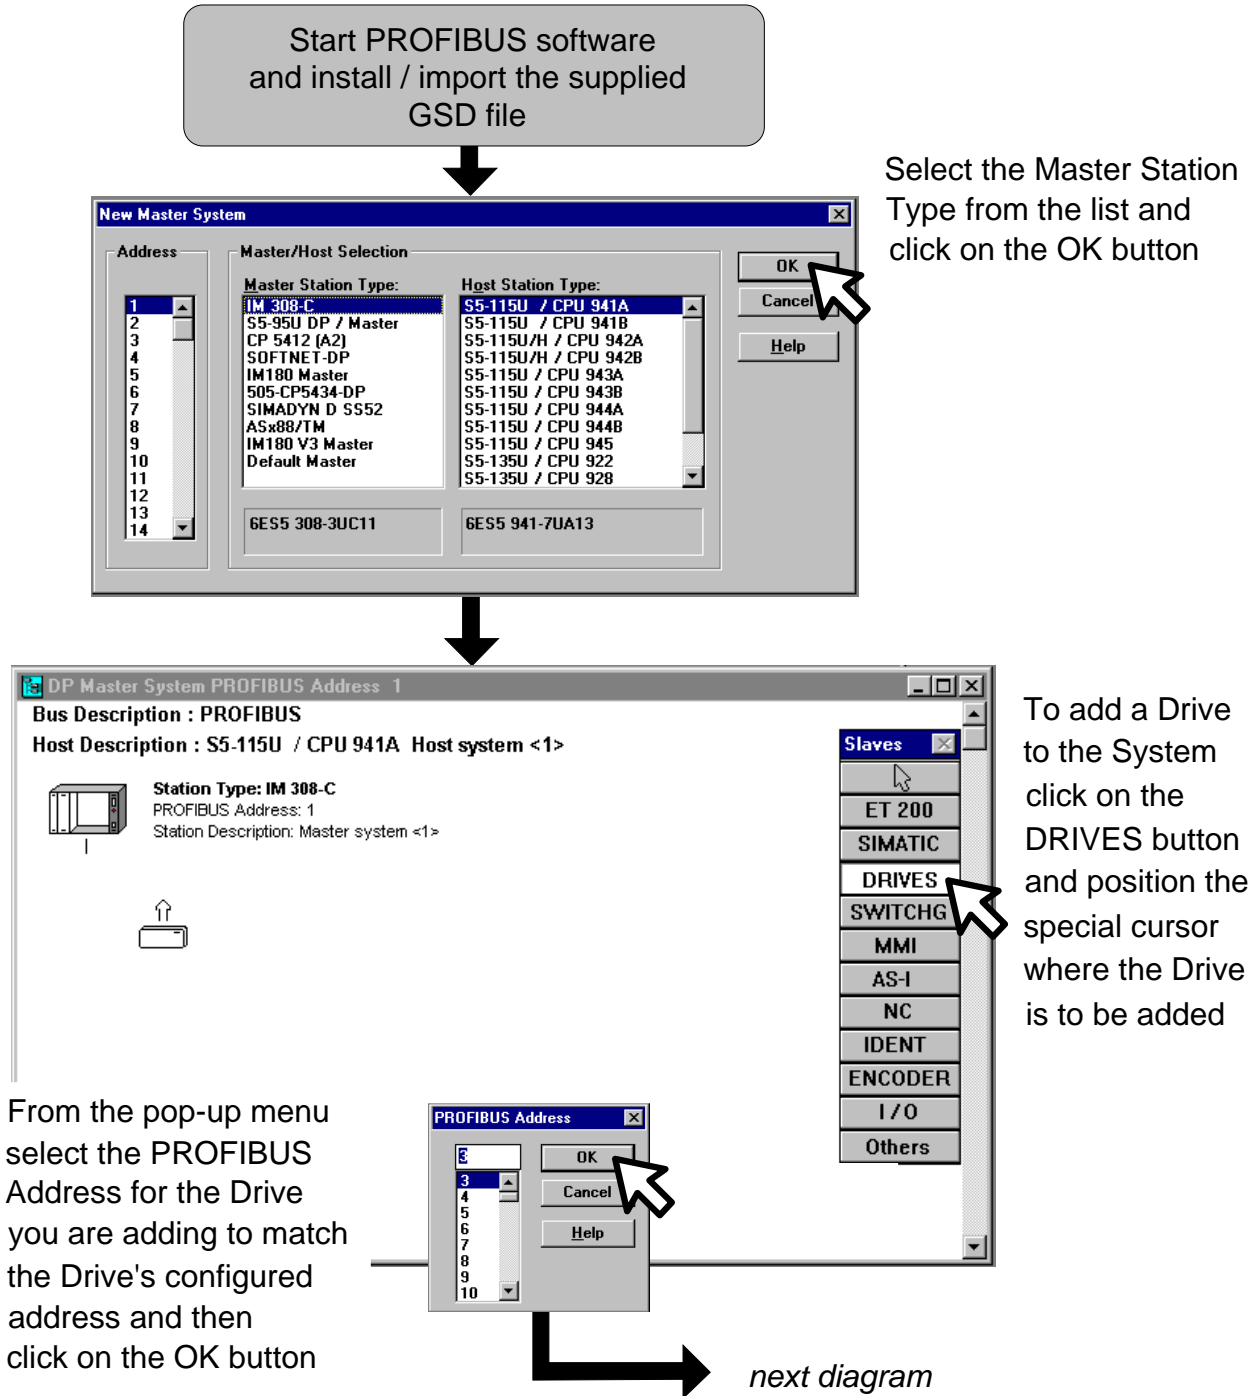 Start PROFIBUS software
and install / import the supplied
GSD file
Select the Master Station
Type from the list and
click on the OK button
New Master System
Address
1
2
3
4
5
6
7
8
9
10
11
12
13
14
Master/Host Selection
Master Station Type:
IM 308-C
S5-95U DP / Master
CP 5412 (A2)
SOFTNET-DP
IM180 Master
505-CP5434-DP
SIMADYN D SS52
ASx88/TM
IM180 V3 Master
Default Master
6ES5 308-3UC11
Host Station Type:
S5-115U / CPU 941A
S5-115U / CPU 941B
S5-115U/H / CPU 942A
S5-115U/H / CPU 942B
S5-115U / CPU 943A
S5-115U / CPU 943B
S5-115U / CPU 944A
S5-115U / CPU 944B
S5-115U / CPU 945
S5-135U / CPU 922
S5-135U / CPU 928
6ES5 941-7UA13
OK
Cancel
Help
DP Master System PROFIBUS Address 1
Bus Description : PROFIBUS
Host Description : S5-115U / CPU 941A Host system <1>
Station Type: IM 308-C
PROFIBUS Address: 1
Station Description: Master system <1>
Slaves
ET 200
SIMATIC
DRIVES
SWITCHG
MMI
AS-I
NC
IDENT
ENCODER
I / O
Others
To add a Drive
to the System
click on the
DRIVES button
and position the
special cursor
where the Drive
is to be added
From the pop-up menu
select the PROFIBUS
Address for the Drive
you are adding to match
the Drive's configured
address and then
click on the OK button
PROFIBUS Address
3
3
4
5
6
7
8
9
10
OK
Cancel
Help
next diagram